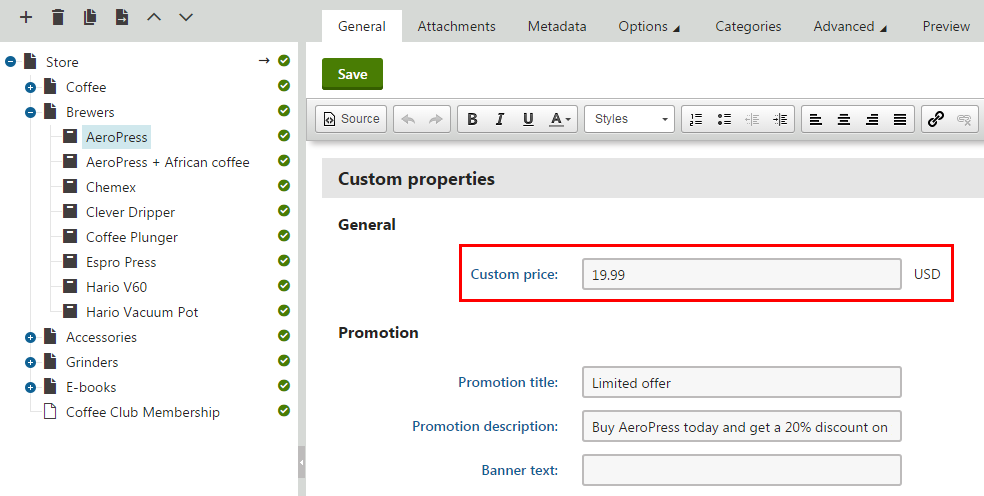 General Attachments Metadata Options Categories Advanced Preview
Store
Coffee
Brewers
AeroPress
AeroPress + African coffee
Chemex
Clever Dripper
Coffee Plunger
Espro Press
Hario V60
Hario Vacuum Pot
Accessories
Grinders
E-books
Coffee Club Membership
Save
Source B I U A Styles
Custom properties
General
Custom price: 19.99 USD
Promotion
Promotion title: Limited offer
Promotion description: Buy AeroPress today and get a 20% discount on
Banner text: